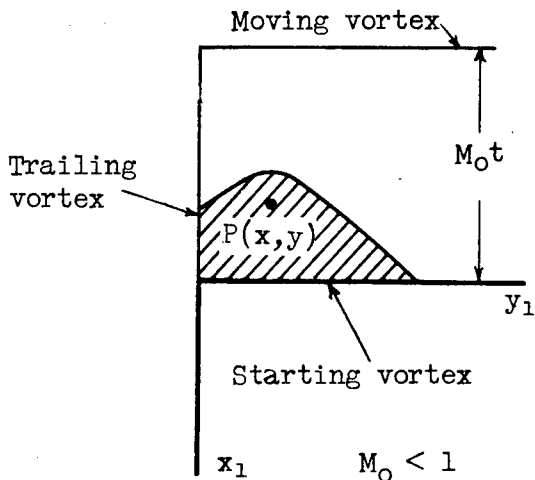 Moving vortex
Trailing
vortex
M₀t
P(x,y)
y₁
Starting vortex
x₁
M₀ < 1